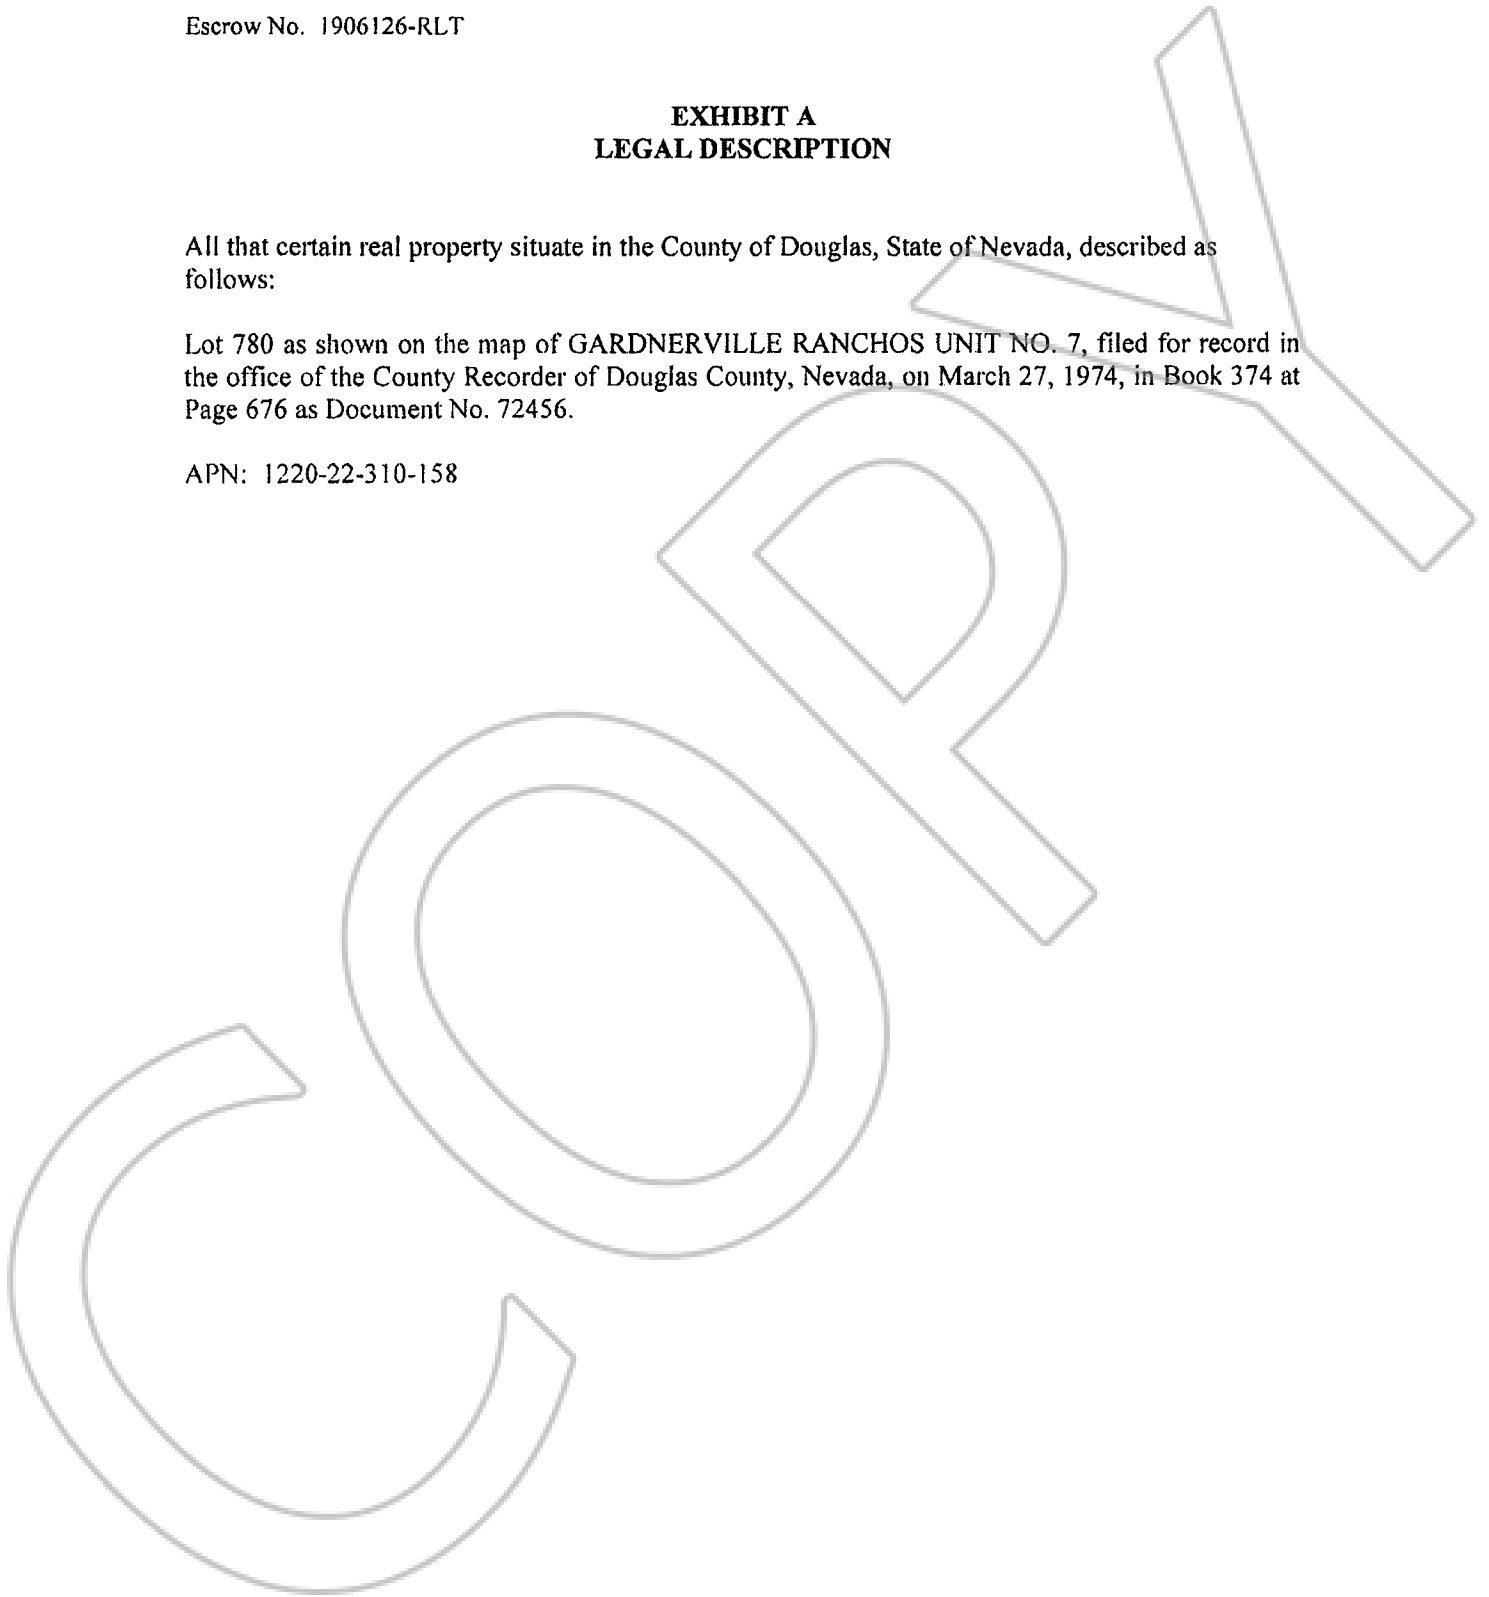 Escrow No. 1906126-RLT
EXHIBIT A
LEGAL DESCRIPTION
All that certain real property situate in the County of Douglas, State of Nevada, described as
follows:
Lot 780 as shown on the map of GARDNERVILLE RANCHOS UNIT NO. 7, filed for record in
the office of the County Recorder of Douglas County, Nevada, on March 27, 1974, in Book 374 at
Page 676 as Document No. 72456.
APN: 1220-22-310-158
COPY